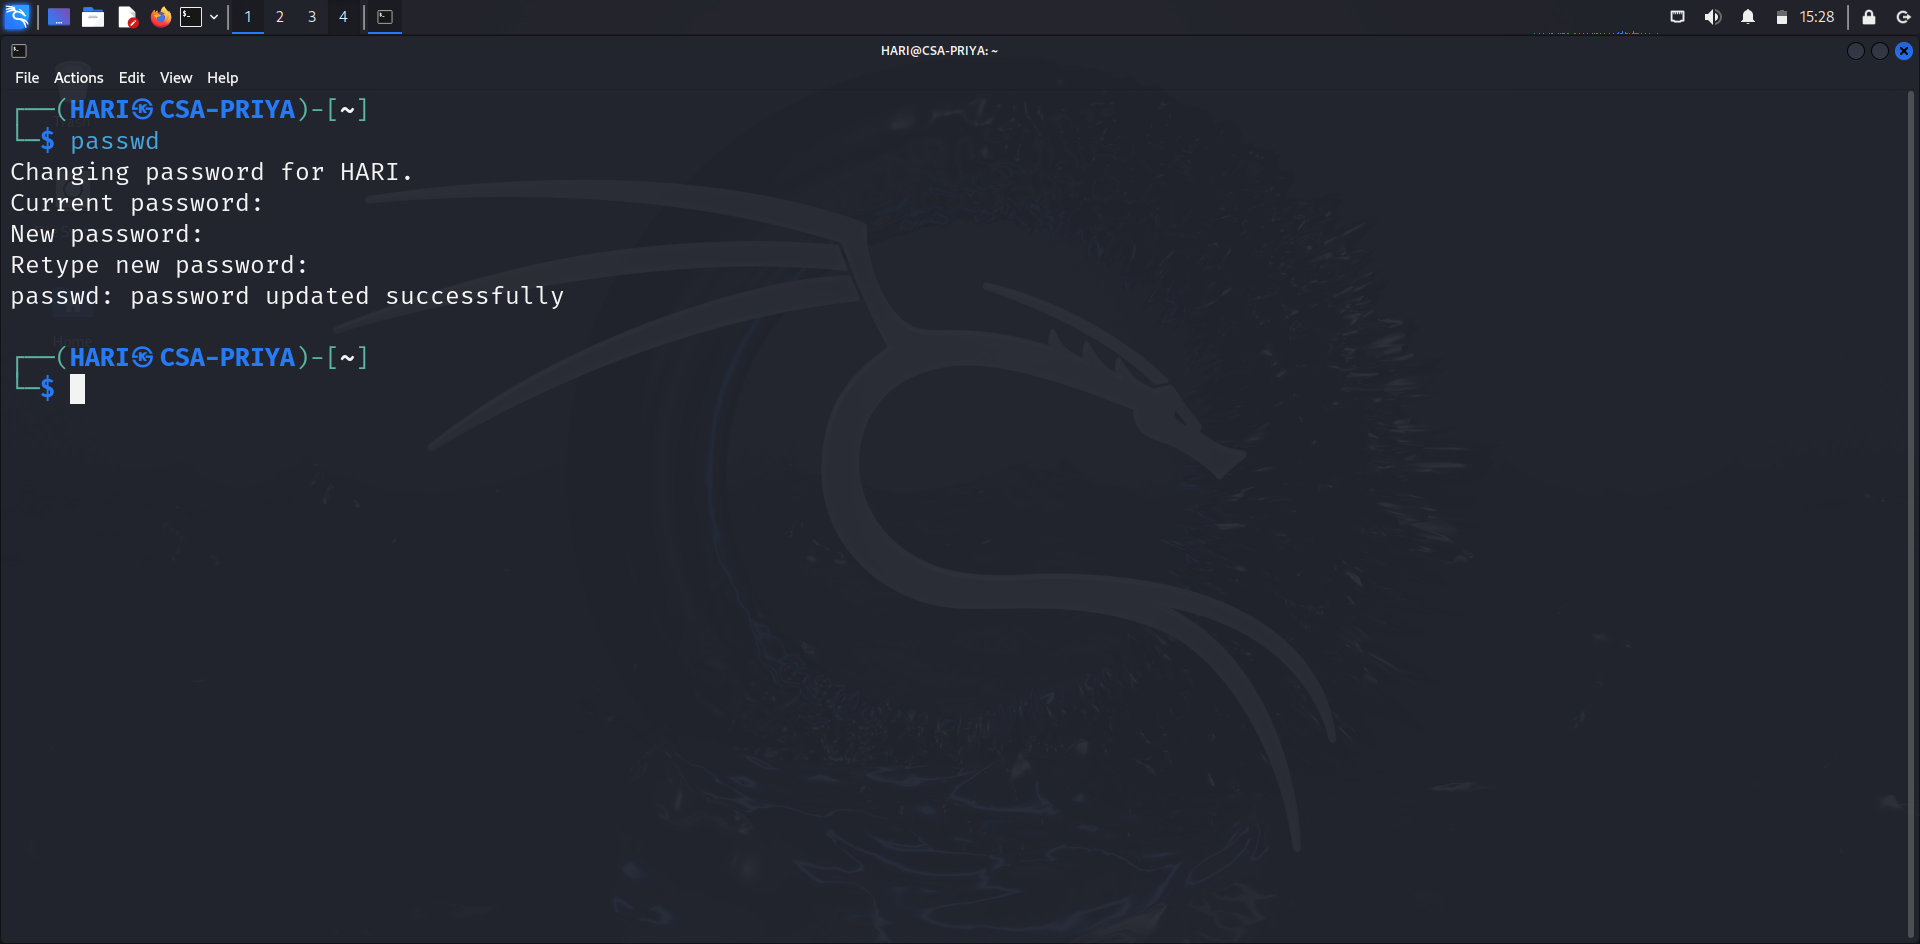 1 2 3 4
15:28
HARI@CSA-PRIYA: ~
File Actions Edit View Help
┌──(HARI㉿CSA-PRIYA)-[~]
└─$ passwd
Changing password for HARI.
Current password:
New password:
Retype new password:
passwd: password updated successfully
Home
┌──(HARI㉿CSA-PRIYA)-[~]
└─$